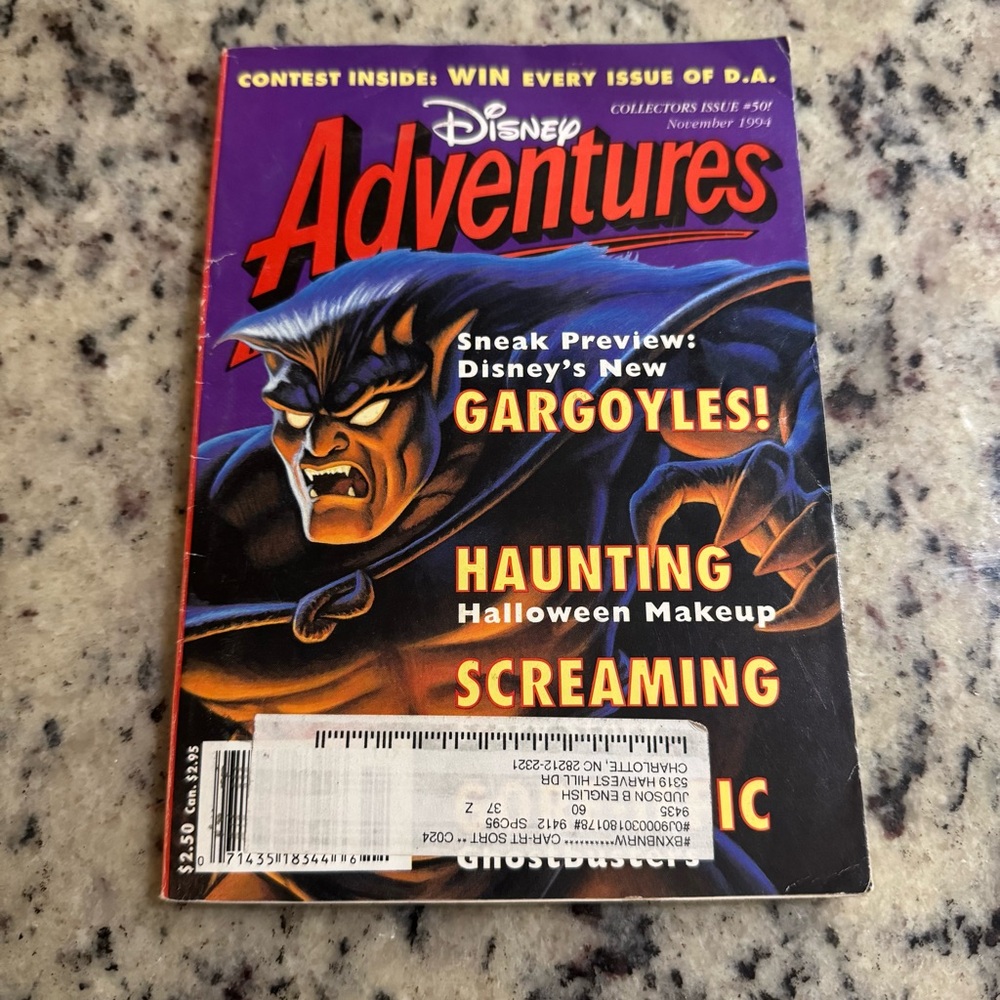 CONTEST INSIDE: WIN EVERY ISSUE OF D.A.
COLLECTORS ISSUE #50!
November 1994
Disney
Adventures
Sneak Preview:
Disney's New
GARGOYLES!
HAUNTING
Halloween Makeup
SCREAMING
IC
Ghostbusters
$2.50 Can. $2.95
0 71435 18344 6
#BXNBNRW********** CAR-RT SORT ** C024
#0J900030180178# 9412 SPC95
9435 60 37 Z
JUDSON B ENGLISH
5319 HARVEST HILL DR
CHARLOTTE, NC 28212-2321